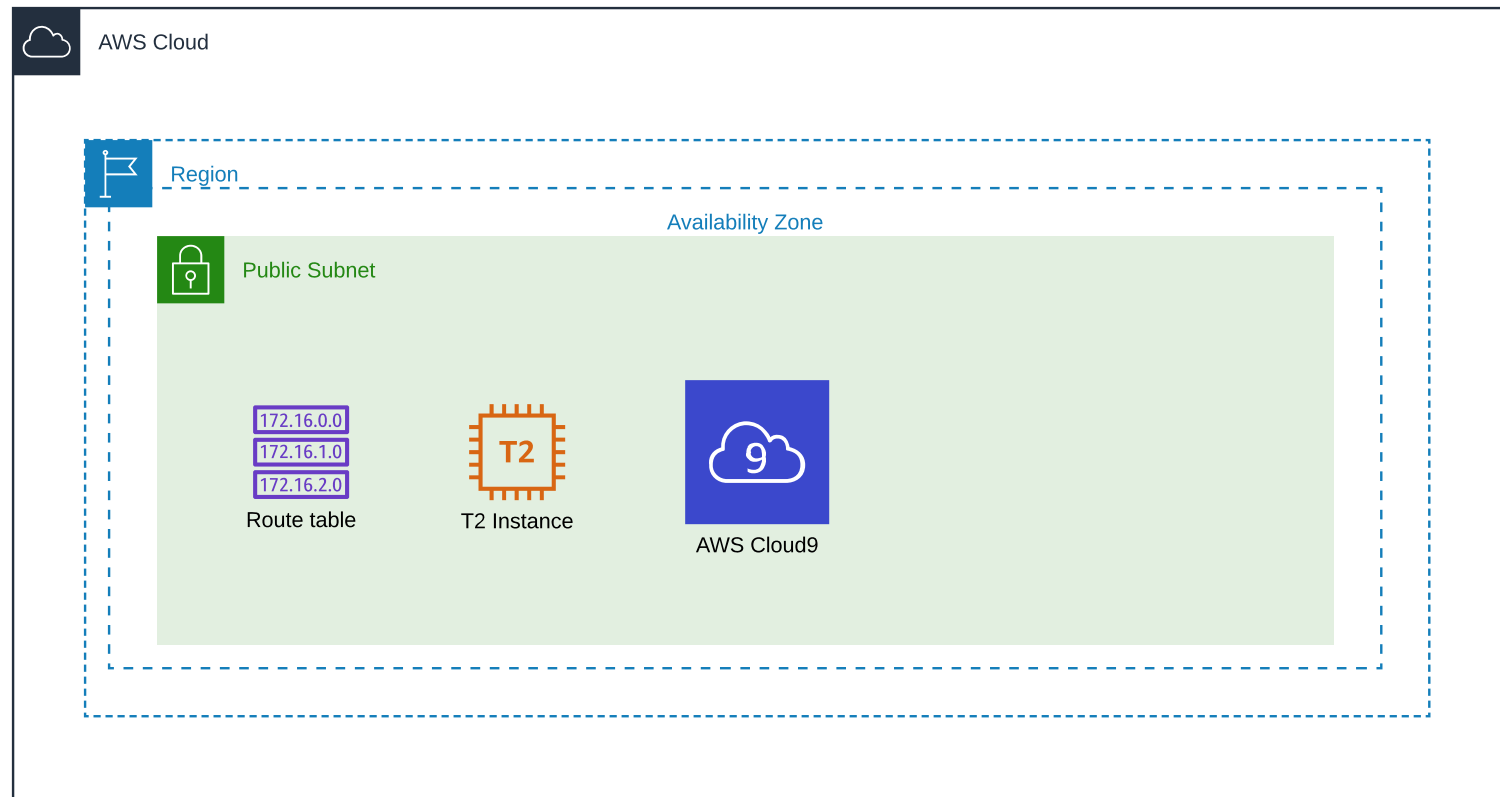 AWS Cloud
Region
Availability Zone
Public Subnet
172.16.0.0
172.16.1.0
172.16.2.0
Route table
T2
T2 Instance
9
AWS Cloud9